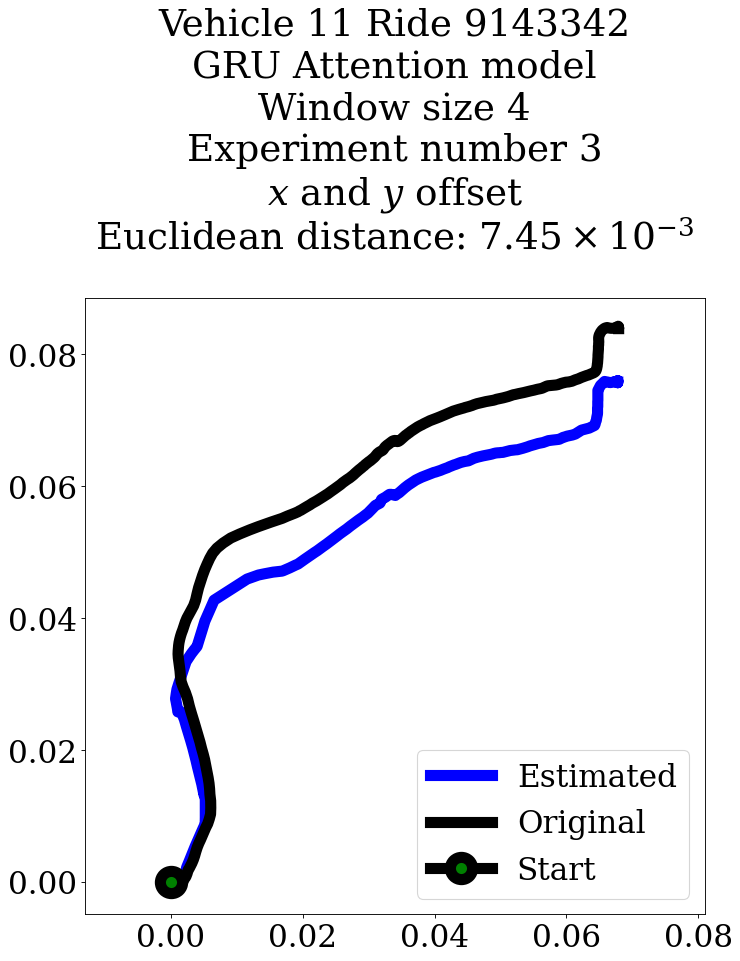 Vehicle 11 Ride 9143342
GRU Attention model
Window size 4
Experiment number 3
x and y offset
Euclidean distance: 7.45 × 10⁻³
0.08
0.06
0.04
0.02
0.00
Estimated
Original
Start
0.00 0.02 0.04 0.06 0.08